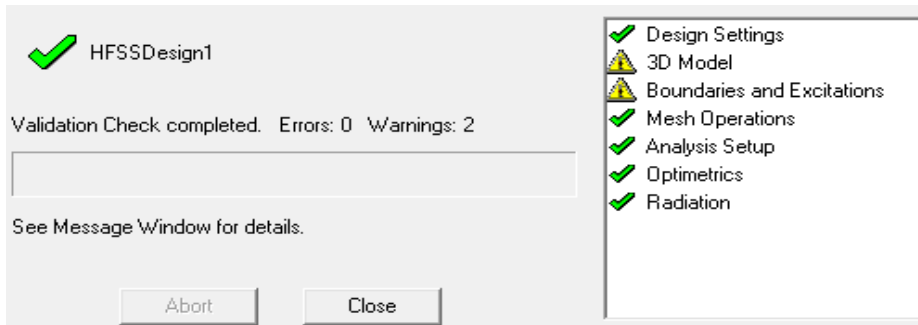 HFSSDesign1
Validation Check completed. Errors: 0 Warnings: 2
See Message Window for details.
Abort
Close
Design Settings
3D Model
Boundaries and Excitations
Mesh Operations
Analysis Setup
Optimetrics
Radiation